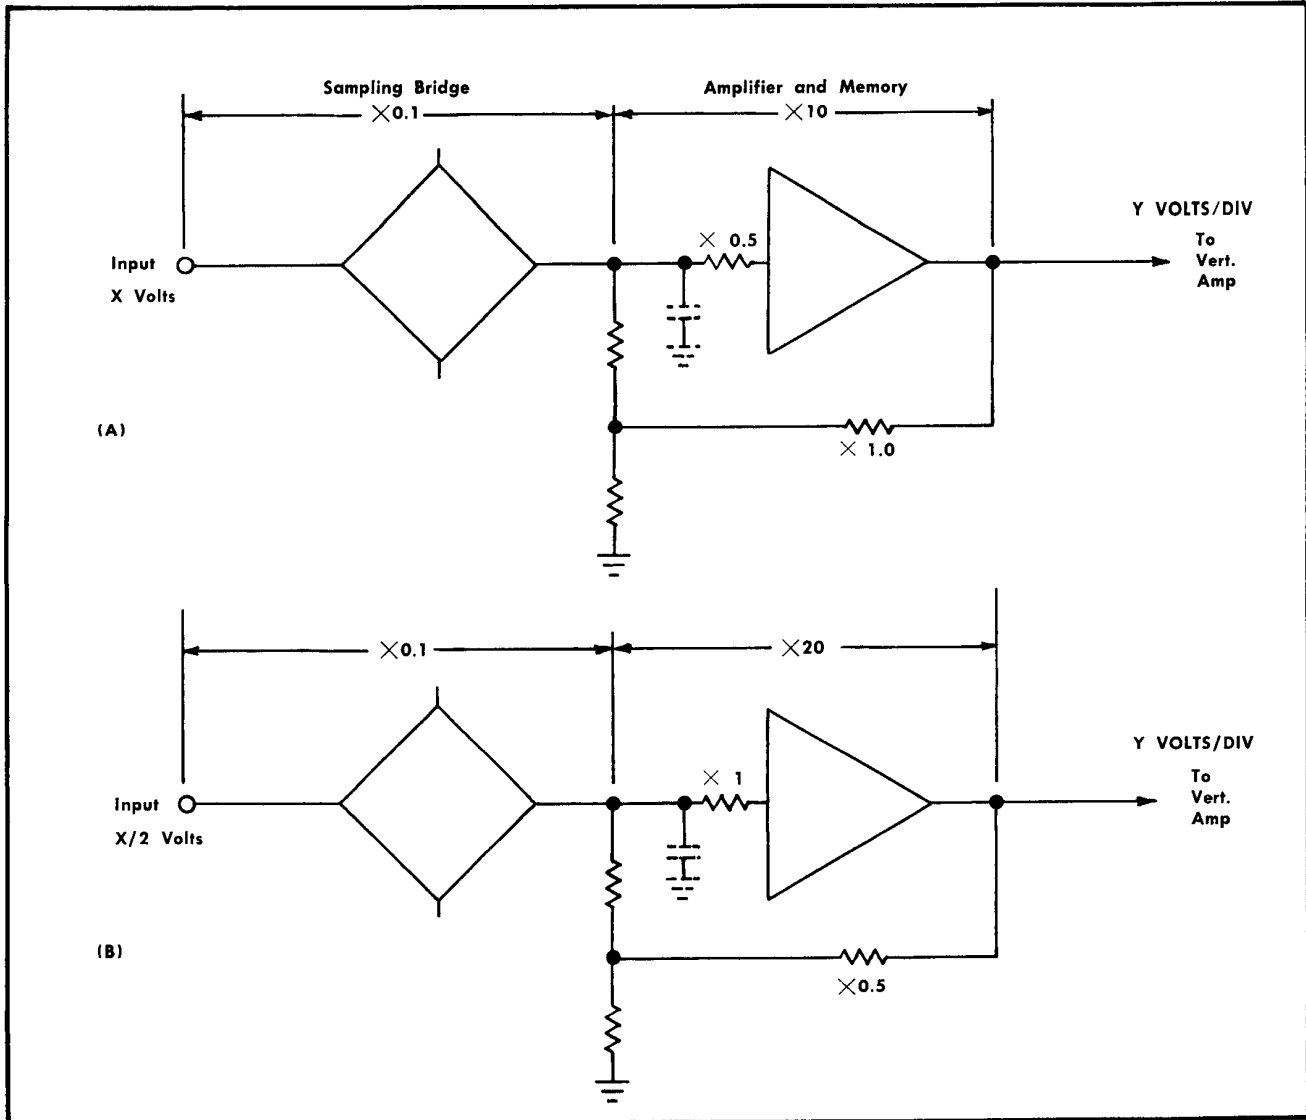 Sampling Bridge
Amplifier and Memory
×0.1
×10
Y VOLTS/DIV
× 0.5
To
Vert.
Amp
Input
X Volts
(A)
× 1.0
×0.1
×20
Y VOLTS/DIV
× 1
To
Vert.
Amp
Input
X/2 Volts
(B)
×0.5